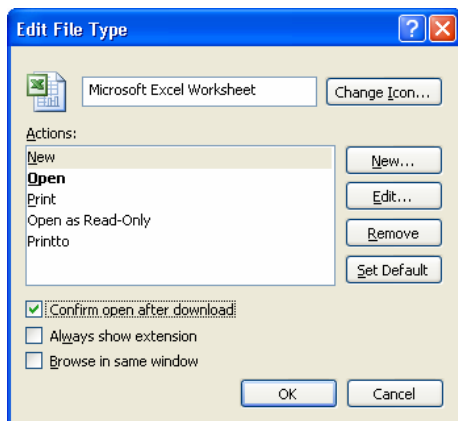 Edit File Type
Microsoft Excel Worksheet
Change Icon...
Actions:
New
Open
Print
Open as Read-Only
Printto
New...
Edit...
Remove
Set Default
Confirm open after download
Always show extension
Browse in same window
OK
Cancel